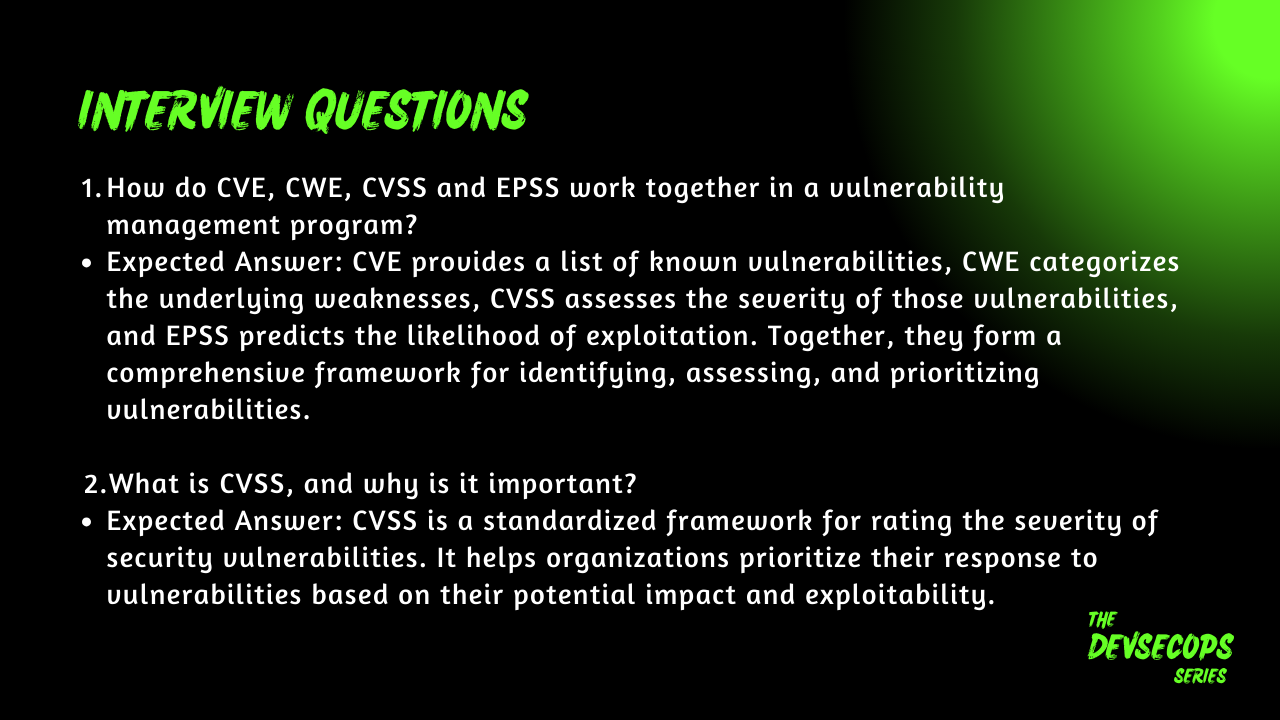 INTERVIEW QUESTIONS
1. How do CVE, CWE, CVSS and EPSS work together in a vulnerability
management program?
• Expected Answer: CVE provides a list of known vulnerabilities, CWE categorizes
the underlying weaknesses, CVSS assesses the severity of those vulnerabilities,
and EPSS predicts the likelihood of exploitation. Together, they form a
comprehensive framework for identifying, assessing, and prioritizing
vulnerabilities.
2.What is CVSS, and why is it important?
• Expected Answer: CVSS is a standardized framework for rating the severity of
security vulnerabilities. It helps organizations prioritize their response to
vulnerabilities based on their potential impact and exploitability.
THE
DEVSECOPS
SERIES